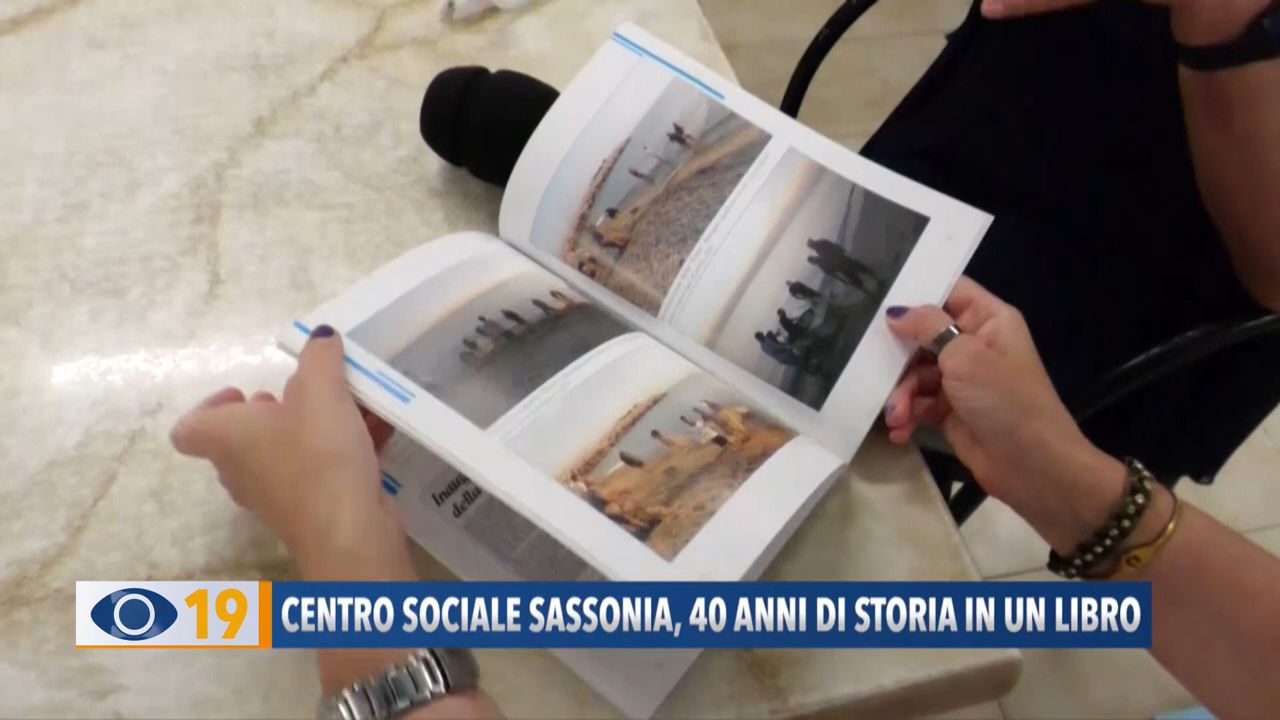 19
CENTRO SOCIALE SASSONIA, 40 ANNI DI STORIA IN UN LIBRO